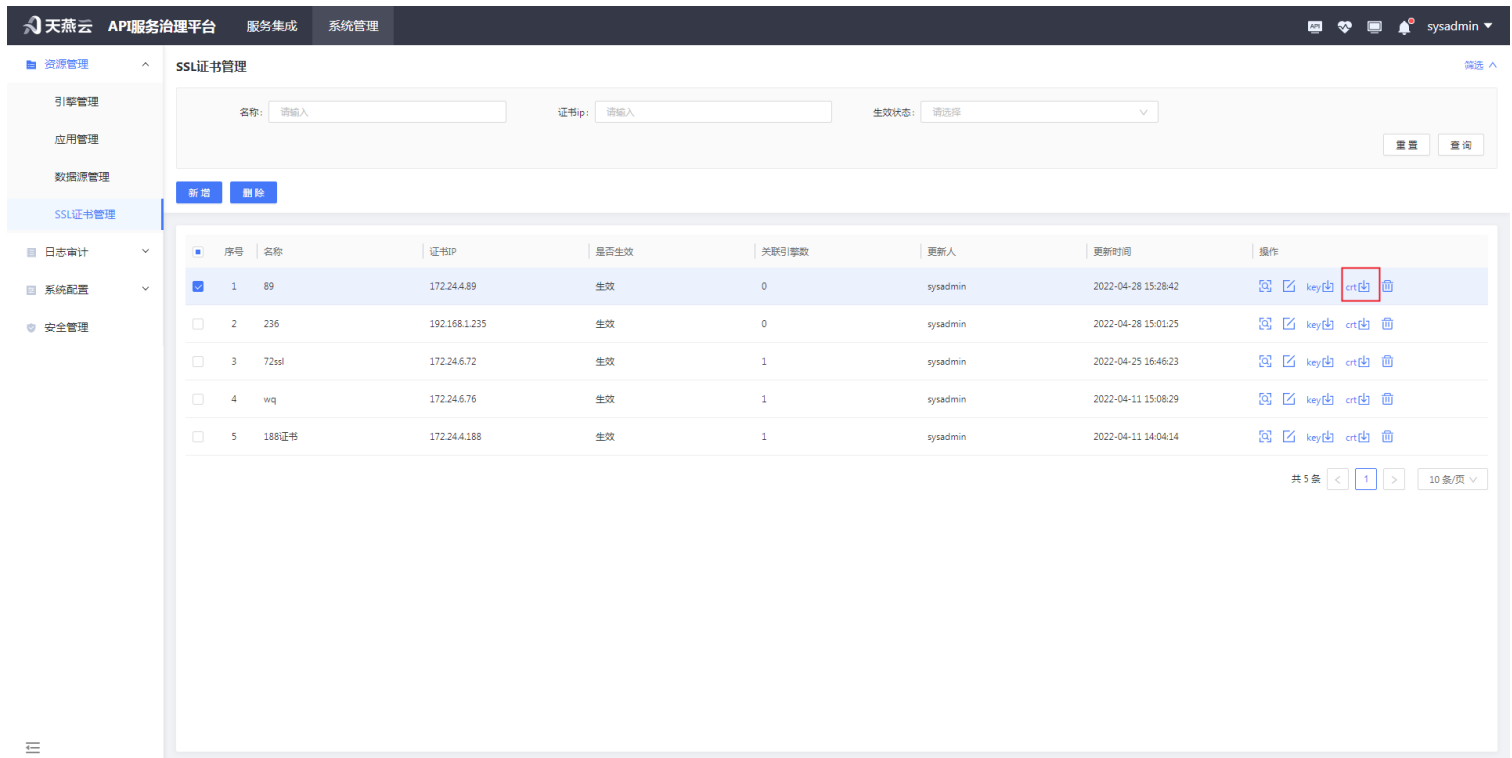 天燕云 API服务治理平台 服务集成 系统管理 API sysadmin
资源管理
引擎管理
应用管理
数据源管理
SSL证书管理
日志审计
系统配置
安全管理
SSL证书管理 筛选
名称: 请输入 证书ip: 请输入 生效状态: 请选择
重置 查询
新增 删除
序号 名称 证书IP 是否生效 关联引擎数 更新人 更新时间 操作
1 89 172.24.4.89 生效 0 sysadmin 2022-04-28 15:28:42 key crt
2 236 192.168.1.235 生效 0 sysadmin 2022-04-28 15:01:25 key crt
3 72ssl 172.24.6.72 生效 1 sysadmin 2022-04-25 16:46:23 key crt
4 wq 172.24.6.76 生效 1 sysadmin 2022-04-11 15:08:29 key crt
5 188证书 172.24.4.188 生效 1 sysadmin 2022-04-11 14:04:14 key crt
共 5 条 < 1 > 10 条/页